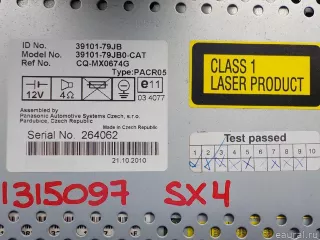 ID No. 39101-79JB
Model No. 39101-79JB0-CAT
Ref No. CQ-MX0674G
Type:PACR05
12V
4Ω
e11
03 4077
Assembled by
Panasonic Automotive Systems Czech, s.r.o.
Pardubice, Czech Republic
Made in Czech Republic
Serial No. 264062
21.10.2010
CLASS 1
LASER PRODUCT
Test passed
1 2 3 4 5 6 7 8 9 10
1315097 SX4
eaural.ru